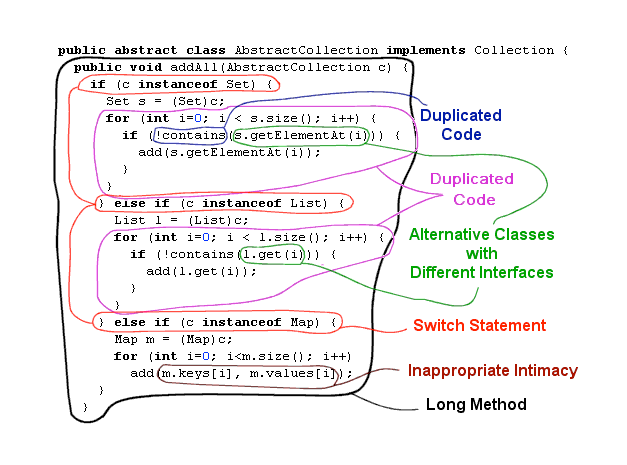 public abstract class AbstractCollection implements Collection {
public void addAll(AbstractCollection c) {
if (c instanceof Set) {
Set s = (Set)c;
for (int i=0; i < s.size(); i++) {
if (!contains(s.getElementAt(i))) {
add(s.getElementAt(i));
}
}
} else if (c instanceof List) {
List l = (List)c;
for (int i=0; i < l.size(); i++) {
if (!contains(l.get(i))) {
add(l.get(i));
}
}
} else if (c instanceof Map) {
Map m = (Map)c;
for (int i=0; i<m.size(); i++)
add(m.keys[i], m.values[i]);
}
}
Duplicated
Code
Duplicated
Code
Alternative Classes
with
Different Interfaces
Switch Statement
Inappropriate Intimacy
Long Method